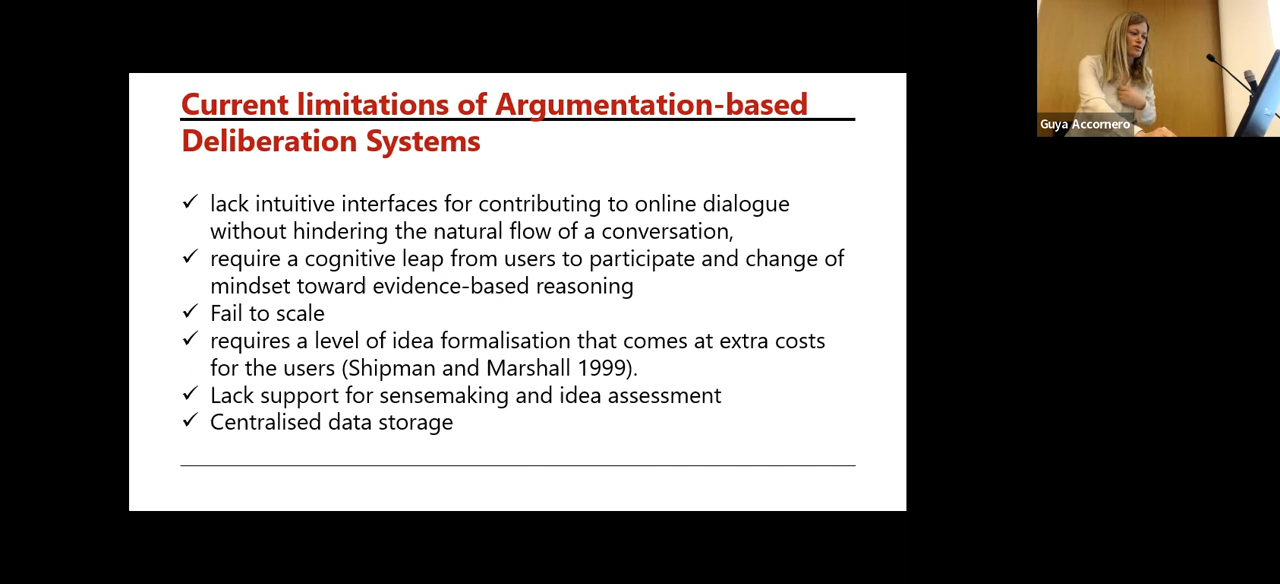 Current limitations of Argumentation-based
Deliberation Systems
✓ lack intuitive interfaces for contributing to online dialogue
without hindering the natural flow of a conversation,
✓ require a cognitive leap from users to participate and change of
mindset toward evidence-based reasoning
✓ Fail to scale
✓ requires a level of idea formalisation that comes at extra costs
for the users (Shipman and Marshall 1999).
✓ Lack support for sensemaking and idea assessment
✓ Centralised data storage
Guya Accornero